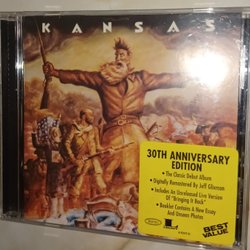 KANSAS
30TH ANNIVERSARY
EDITION
• The Classic Debut Album
• Digitally Remastered By Jeff Glixman
• Includes An Unreleased Live Version
Of "Bringing It Back"
• Booklet Contains A New Essay
And Unseen Photos
BEST
VALUE